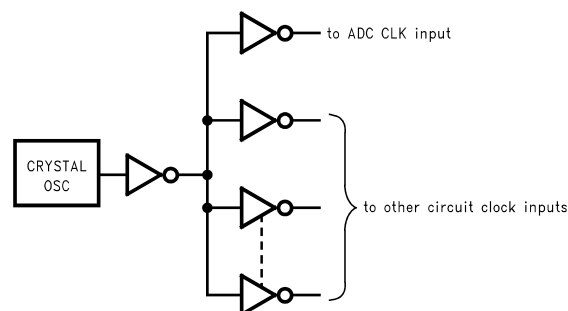 to ADC CLK input
CRYSTAL
OSC
to other circuit clock inputs